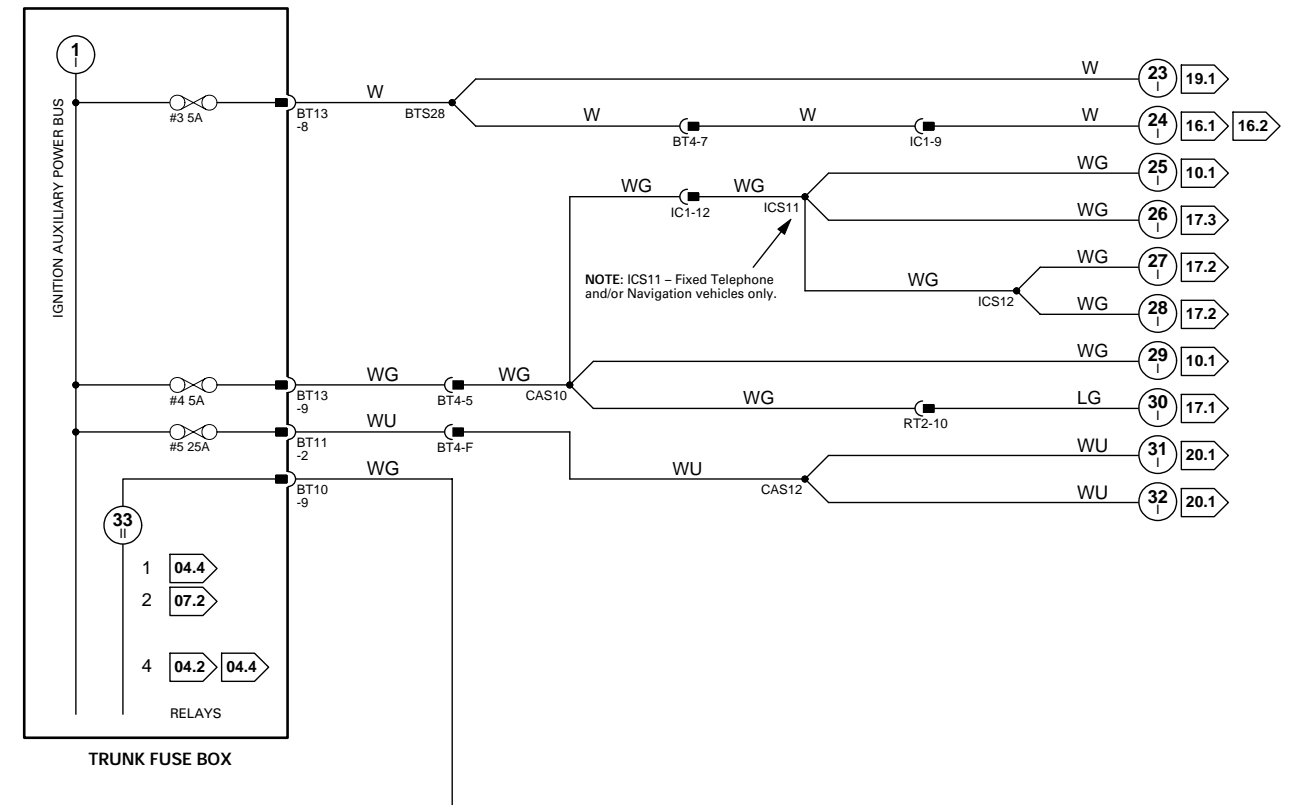 1
I
IGNITION AUXILIARY POWER BUS
#3 5A
BT13
-8
W
BTS28
W
23
I
19.1
W
BT4-7
W
IC1-9
W
24
I
16.1
16.2
WG
IC1-12
WG
ICS11
WG
25
I
10.1
WG
26
I
17.3
NOTE: ICS11 – Fixed Telephone
and/or Navigation vehicles only.
WG
ICS12
WG
27
I
17.2
WG
28
I
17.2
#4 5A
BT13
-9
WG
BT4-5
WG
CAS10
WG
29
I
10.1
WG
RT2-10
LG
30
I
17.1
#5 25A
BT11
-2
WU
BT4-F
WU
CAS12
WU
31
I
20.1
WU
32
I
20.1
BT10
-9
WG
33
II
1 04.4
2 07.2
4 04.2 04.4
RELAYS
TRUNK FUSE BOX